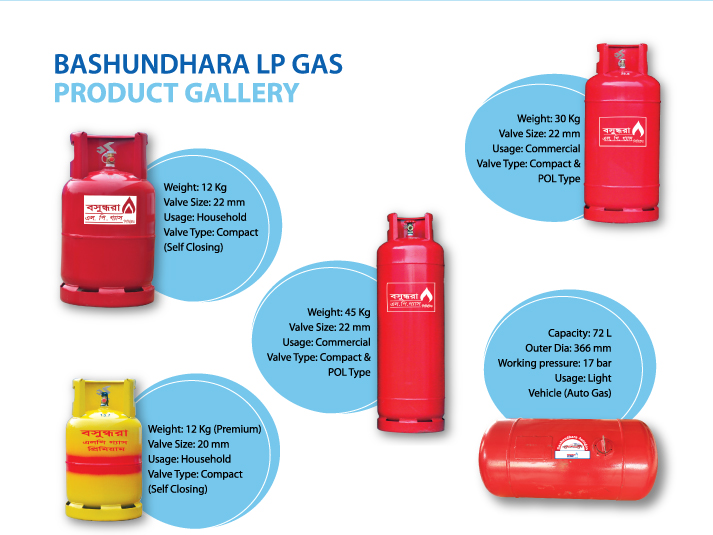 BASHUNDHARA LP GAS
PRODUCT GALLERY
Weight: 30 Kg
Valve Size: 22 mm
Usage: Commercial
Valve Type: Compact &
POL Type
বসুন্ধরা
Weight: 12 Kg
Valve Size: 22 mm
Usage: Household
Valve Type: Compact
(Self Closing)
বসুন্ধরা
এল. পি. গ্যাস
Weight: 45 Kg
Valve Size: 22 mm
Usage: Commercial
Valve Type: Compact &
POL Type
বসুন্ধরা
এল. পি. গ্যাস
Capacity: 72 L
Outer Dia: 366 mm
Working pressure: 17 bar
Usage: Light
Vehicle (Auto Gas)
Weight: 12 Kg (Premium)
Valve Size: 20 mm
Usage: Household
Valve Type: Compact
(Self Closing)
বসুন্ধরা
এলপি গ্যাস
প্রিমিয়াম